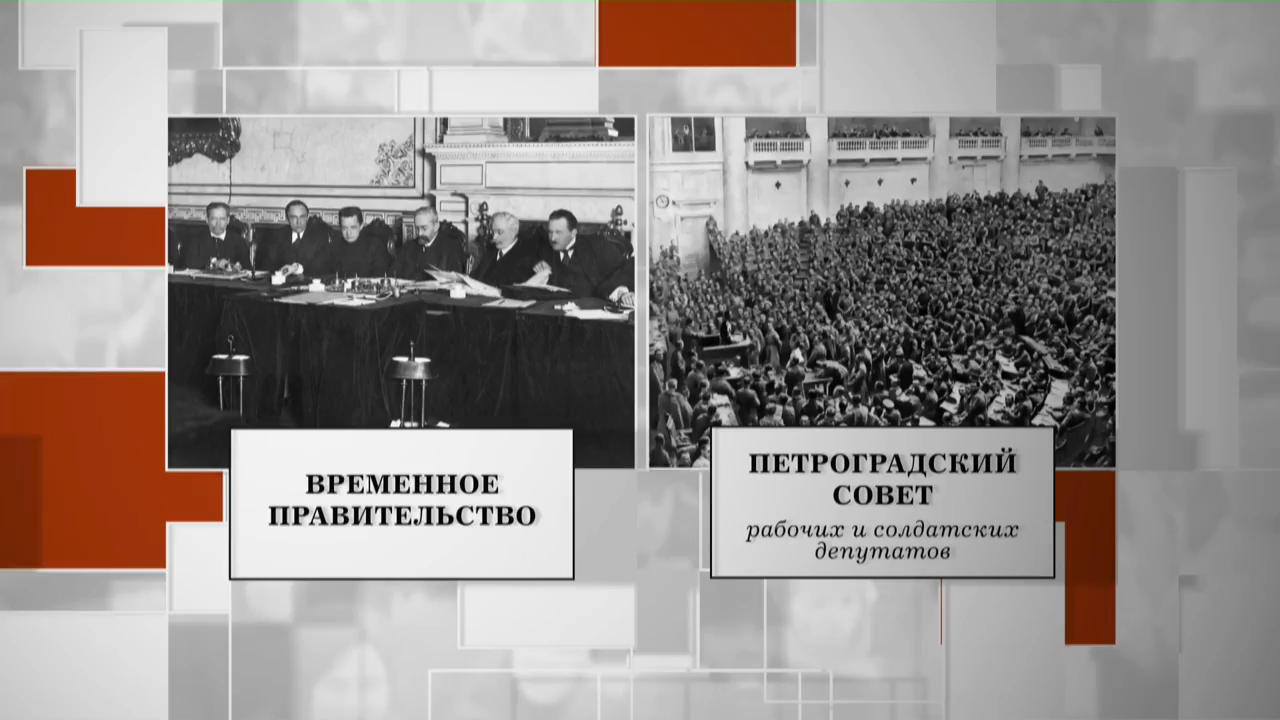 ВРЕМЕННОЕ
ПРАВИТЕЛЬСТВО
ПЕТРОГРАДСКИЙ
СОВЕТ
рабочих и солдатских
депутатов